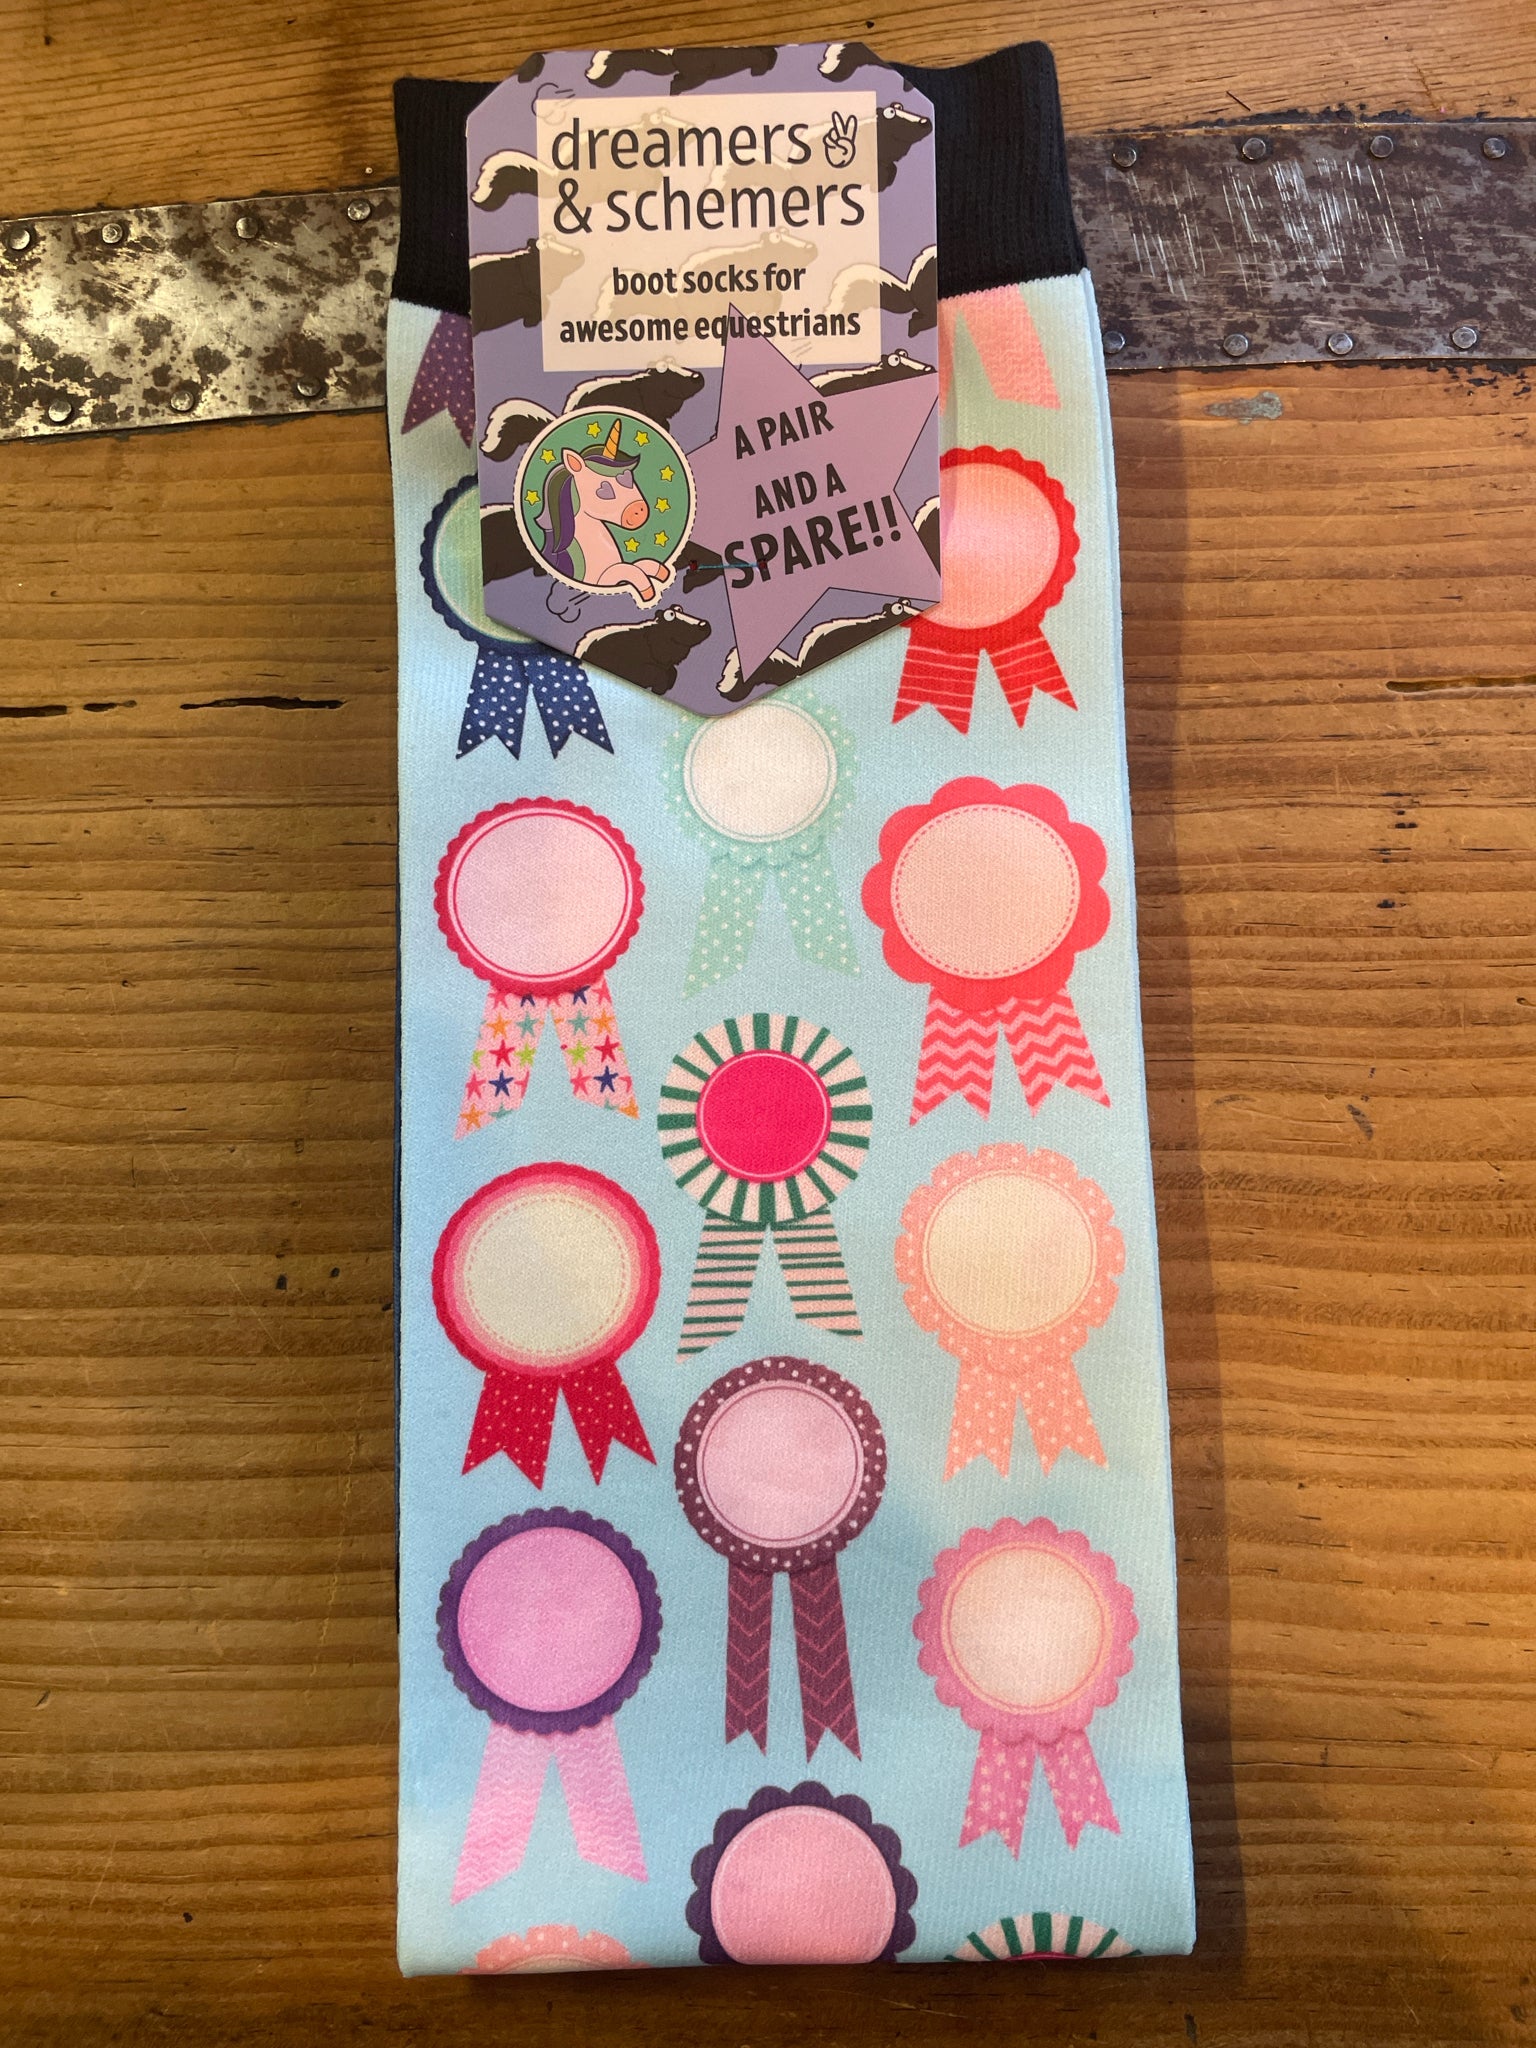 dreamers
& schemers
boot socks for
awesome equestrians
A PAIR
AND A
SPARE!!